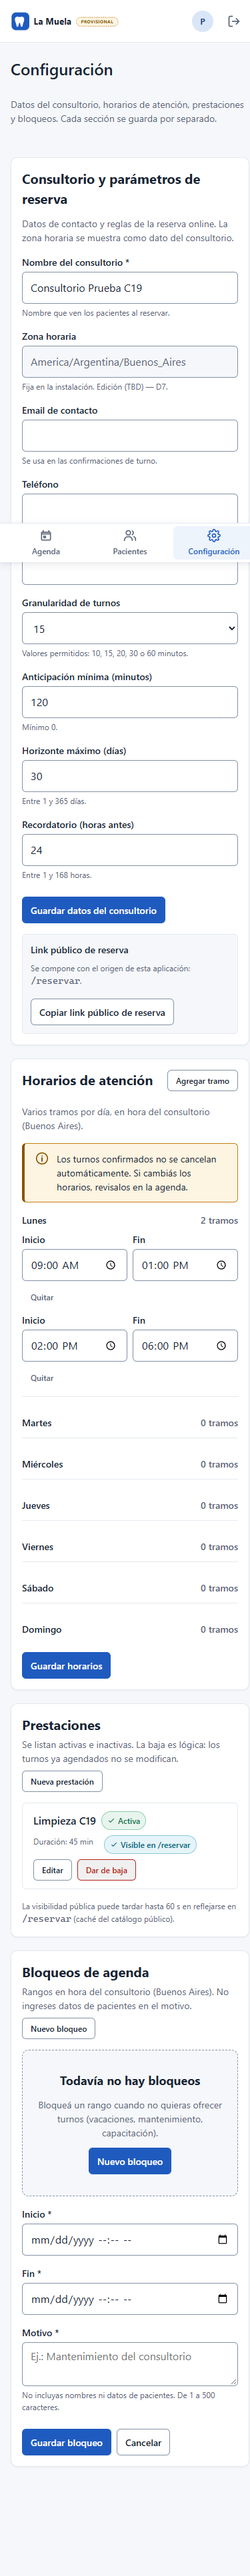 La Muela PROVISIONAL P
Configuración
Datos del consultorio, horarios de atención, prestaciones
y bloqueos. Cada sección se guarda por separado.
Consultorio y parámetros de
reserva
Datos de contacto y reglas de la reserva online. La
zona horaria se muestra como dato del consultorio.
Nombre del consultorio *
Consultorio Prueba C19
Nombre que ven los pacientes al reservar.
Zona horaria
America/Argentina/Buenos_Aires
Fija en la instalación. Edición (TBD) — D7.
Email de contacto
Se usa en las confirmaciones de turno.
Teléfono
Agenda Pacientes Configuración
Granularidad de turnos
15
Valores permitidos: 10, 15, 20, 30 o 60 minutos.
Anticipación mínima (minutos)
120
Mínimo 0.
Horizonte máximo (días)
30
Entre 1 y 365 días.
Recordatorio (horas antes)
24
Entre 1 y 168 horas.
Guardar datos del consultorio
Link público de reserva
Se compone con el origen de esta aplicación:
/reservar.
Copiar link público de reserva
Horarios de atención Agregar tramo
Varios tramos por día, en hora del consultorio
(Buenos Aires).
Los turnos confirmados no se cancelan
automáticamente. Si cambiás los
horarios, revisalos en la agenda.
Lunes 2 tramos
Inicio Fin
09:00 AM 01:00 PM
Quitar
Inicio Fin
02:00 PM 06:00 PM
Quitar
Martes 0 tramos
Miércoles 0 tramos
Jueves 0 tramos
Viernes 0 tramos
Sábado 0 tramos
Domingo 0 tramos
Guardar horarios
Prestaciones
Se listan activas e inactivas. La baja es lógica: los
turnos ya agendados no se modifican.
Nueva prestación
Limpieza C19 Activa
Duración: 45 min Visible en /reservar
Editar Dar de baja
La visibilidad pública puede tardar hasta 60 s en reflejarse en
/reservar (caché del catálogo público).
Bloqueos de agenda
Rangos en hora del consultorio (Buenos Aires). No
ingreses datos de pacientes en el motivo.
Nuevo bloqueo
Todavía no hay bloqueos
Bloqueá un rango cuando no quieras ofrecer
turnos (vacaciones, mantenimiento,
capacitación).
Nuevo bloqueo
Inicio *
mm/dd/yyyy --:-- --
Fin *
mm/dd/yyyy --:-- --
Motivo *
Ej.: Mantenimiento del consultorio
No incluyas nombres ni datos de pacientes. De 1 a 500
caracteres.
Guardar bloqueo Cancelar